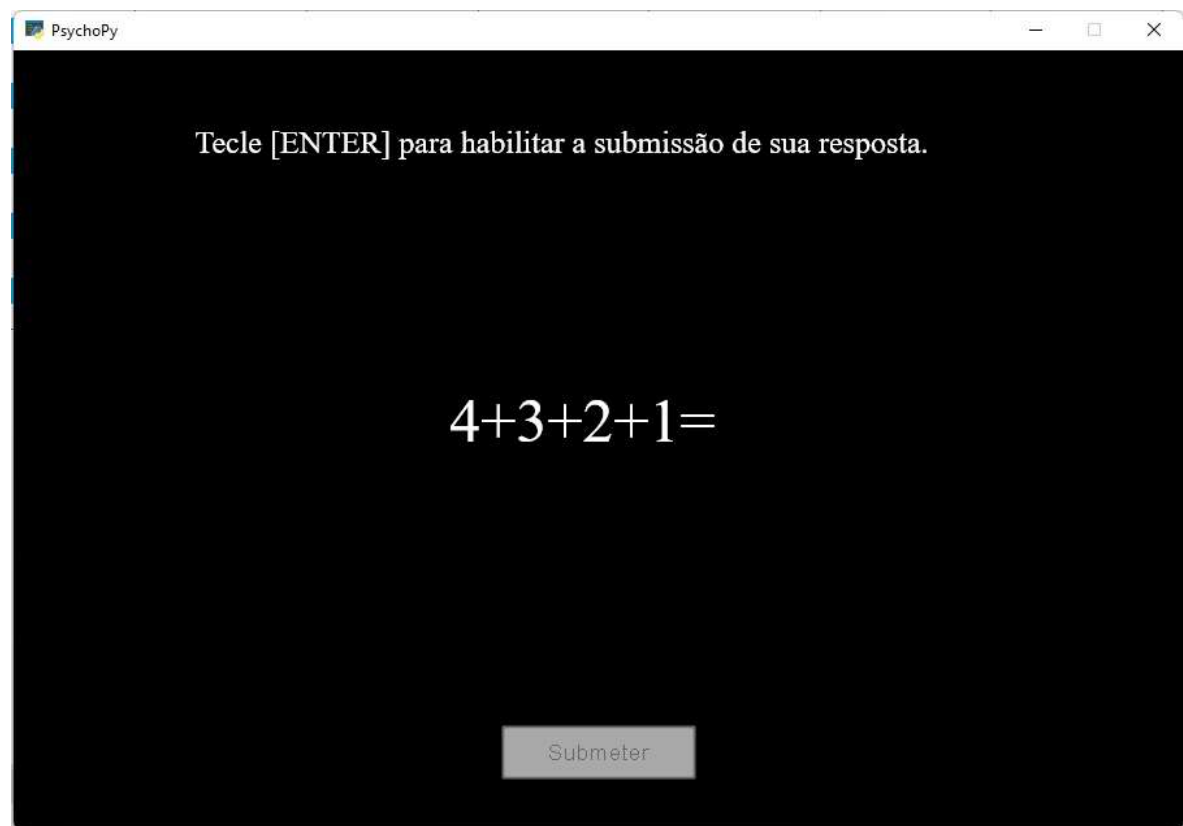 PsychoPy
Tecle [ENTER] para habilitar a submissão de sua resposta.
4+3+2+1=
Submeter